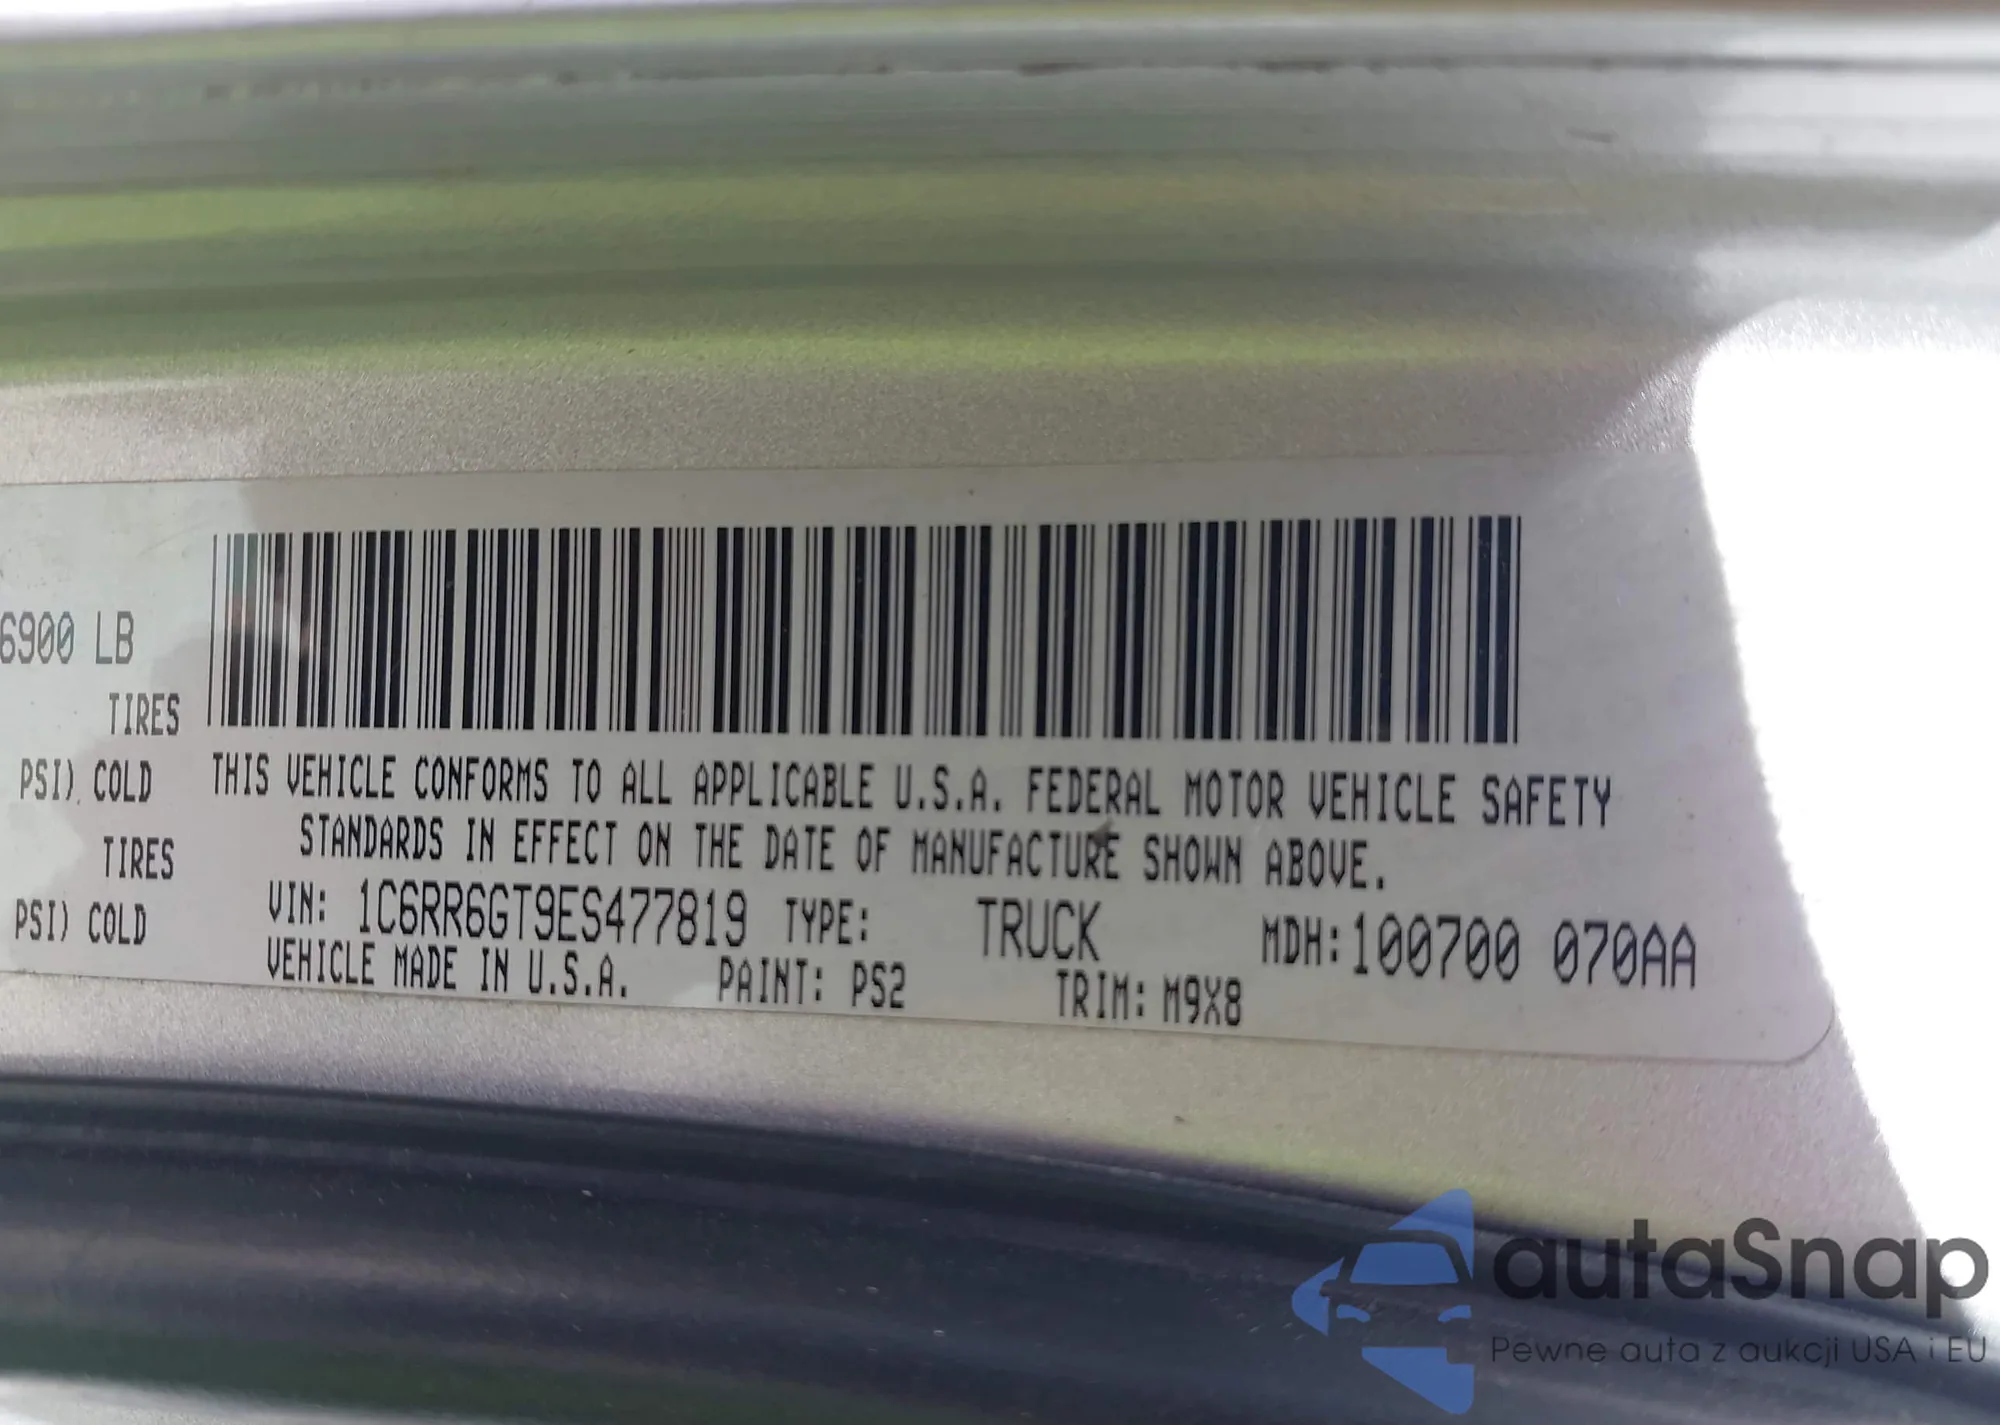 6900 LB
TIRES
PSI) COLD
TIRES
PSI) COLD
THIS VEHICLE CONFORMS TO ALL APPLICABLE U.S.A. FEDERAL MOTOR VEHICLE SAFETY
STANDARDS IN EFFECT ON THE DATE OF MANUFACTURE SHOWN ABOVE.
VIN: 1C6RR6GT9ES477819 TYPE: TRUCK MDH:100700 070AA
VEHICLE MADE IN U.S.A. PAINT: PS2 TRIM: M9X8
autaSnap
Pewne auta z aukcji USA i EU